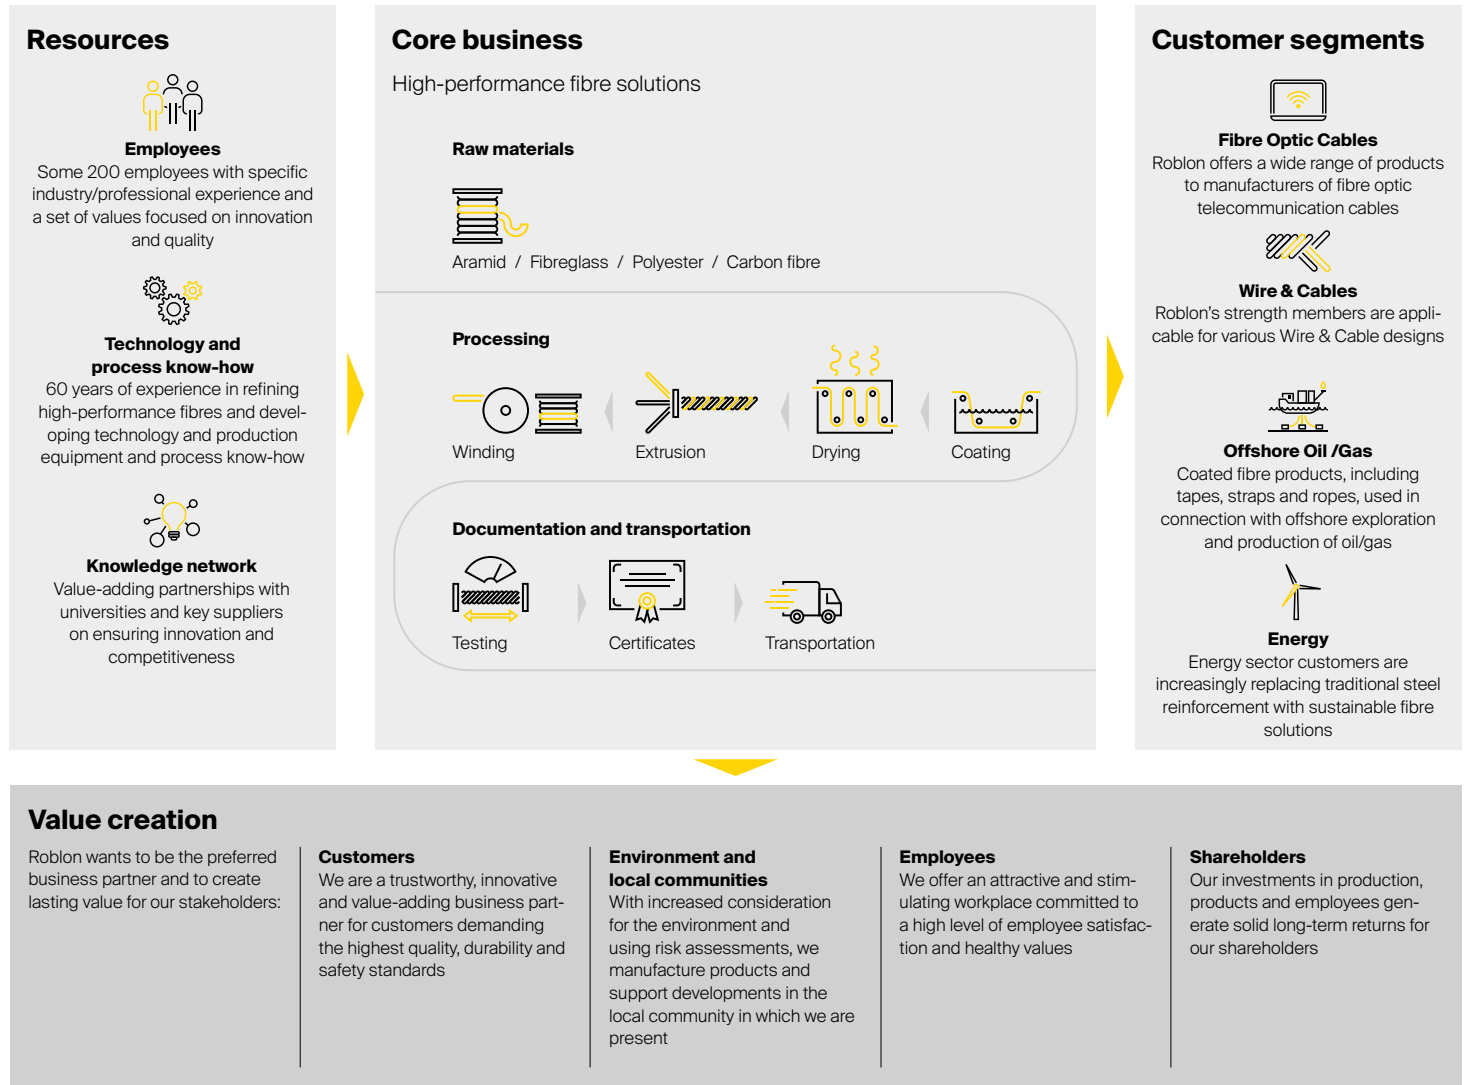 Resources
Employees
Some 200 employees with specific
industry/professional experience and
a set of values focused on innovation
and quality
Technology and
process know-how
60 years of experience in refining
high-performance fibres and devel-
oping technology and production
equipment and process know-how
Knowledge network
Value-adding partnerships with
universities and key suppliers
on ensuring innovation and
competitiveness
Core business
High-performance fibre solutions
Raw materials
Aramid / Fibreglass / Polyester / Carbon fibre
Processing
Winding
Extrusion
Drying
Coating
Documentation and transportation
Testing
Certificates
Transportation
Customer segments
Fibre Optic Cables
Roblon offers a wide range of products
to manufacturers of fibre optic
telecommunication cables
Wire & Cables
Roblon's strength members are appli-
cable for various Wire & Cable designs
Offshore Oil /Gas
Coated fibre products, including
tapes, straps and ropes, used in
connection with offshore exploration
and production of oil/gas
Energy
Energy sector customers are
increasingly replacing traditional steel
reinforcement with sustainable fibre
solutions
Value creation
Roblon wants to be the preferred
business partner and to create
lasting value for our stakeholders:
Customers
We are a trustworthy, innovative
and value-adding business part-
ner for customers demanding
the highest quality, durability and
safety standards
Environment and
local communities
With increased consideration
for the environment and
using risk assessments, we
manufacture products and
support developments in the
local community in which we are
present
Employees
We offer an attractive and stim-
ulating workplace committed to
a high level of employee satisfac-
tion and healthy values
Shareholders
Our investments in production,
products and employees gen-
erate solid long-term returns for
our shareholders